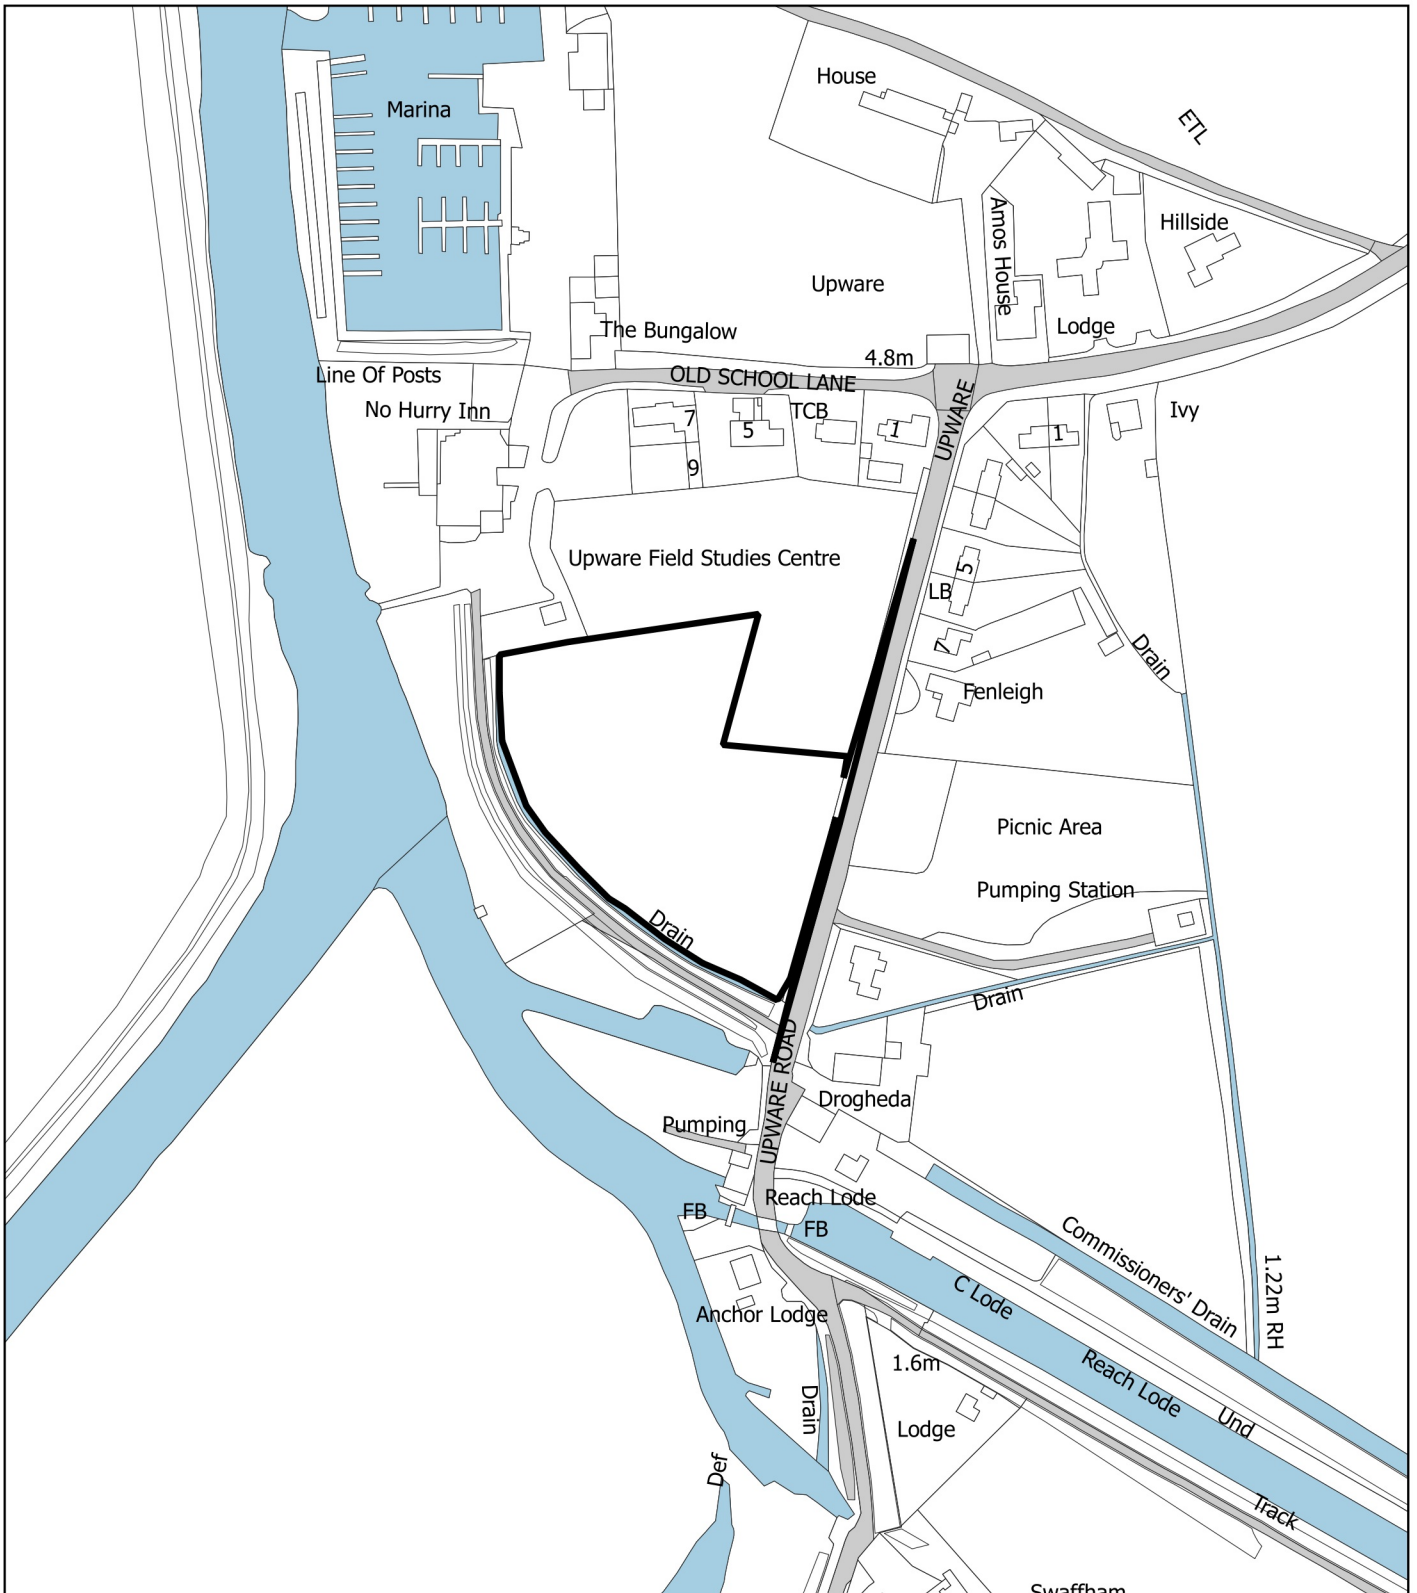 House
ETL
Marina
Amos House
Hillside
Upware
Lodge
The Bungalow
4.8m
Line Of Posts
OLD SCHOOL LANE
No Hurry Inn
7
5
TCB
1
UPWARE
1
Ivy
9
Upware Field Studies Centre
5
LB
7
Drain
Fenleigh
Picnic Area
Pumping Station
Drain
Drain
UPWARE ROAD
Drogheda
Pumping
Reach Lode
FB
FB
Commissioners' Drain
1.22m RH
C Lode
Anchor Lodge
1.6m
Reach Lode
Drain
Und
Lodge
Def
Track
Swaffham